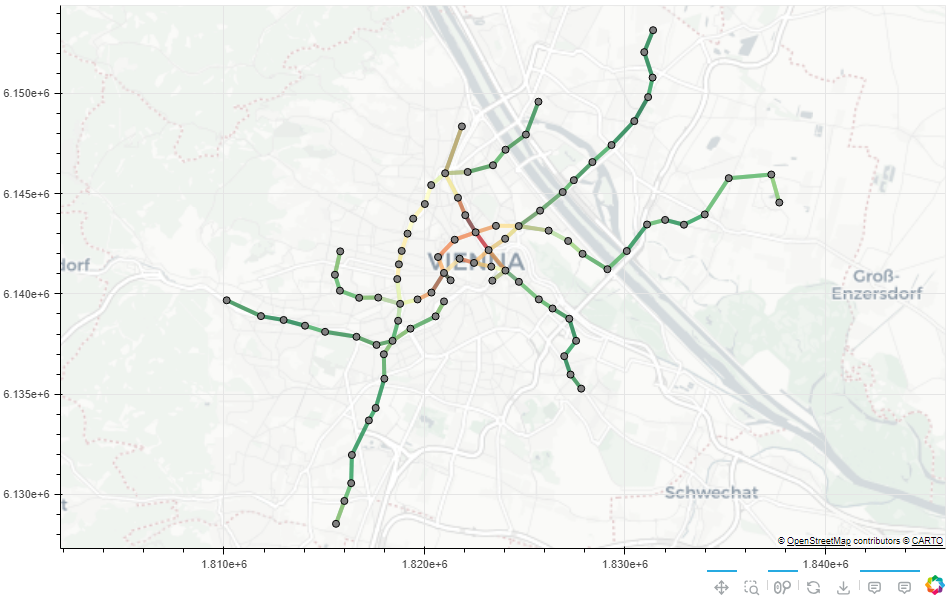 6.150e+6
6.145e+6
VIENNA
dorf
Groß-
Enzersdorf
6.140e+6
6.135e+6
6.130e+6
Schwechat
t
© OpenStreetMap contributors © CARTO
1.810e+6 1.820e+6 1.830e+6 1.840e+6